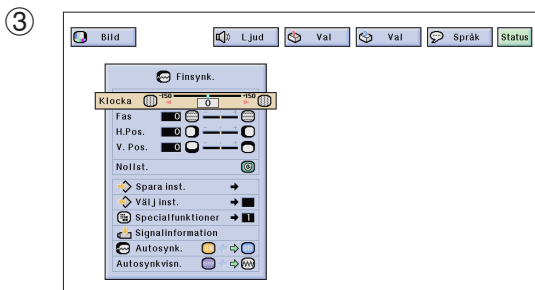 ③
Bild Ljud Val Val Språk Status
Finsynk.
Klocka -150 0 -150
Fas 0
H.Pos. 0
V. Pos. 0
Nollst.
Spara inst.
Välj inst.
Specialfunktioner 1
Signalinformation
Autosynk.
Autosynkvisn.